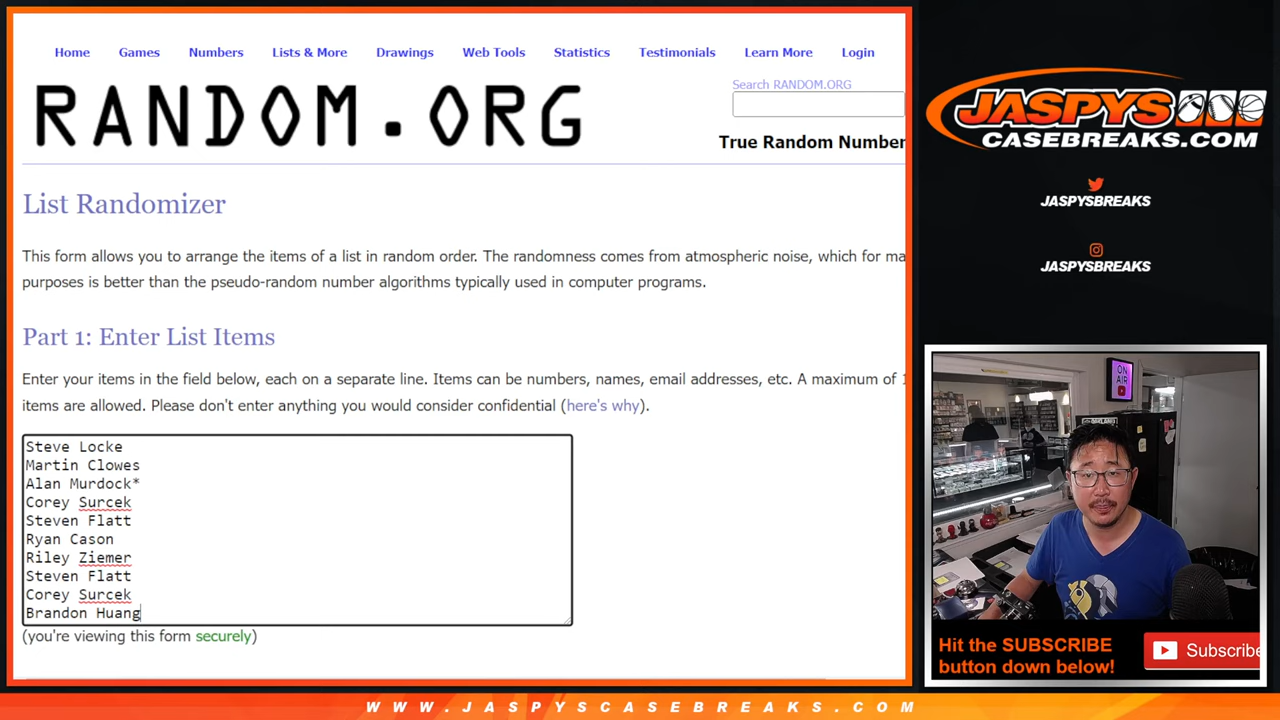 Home Games Numbers Lists & More Drawings Web Tools Statistics Testimonials Learn More Login
RANDOM.ORG
Search RANDOM.ORG
True Random Number
List Randomizer
This form allows you to arrange the items of a list in random order. The randomness comes from atmospheric noise, which for ma
purposes is better than the pseudo-random number algorithms typically used in computer programs.
Part 1: Enter List Items
Enter your items in the field below, each on a separate line. Items can be numbers, names, email addresses, etc. A maximum of 1
items are allowed. Please don't enter anything you would consider confidential (here's why).
Steve Locke
Martin Clowes
Alan Murdock*
Corey Surcek
Steven Flatt
Ryan Cason
Riley Ziemer
Steven Flatt
Corey Surcek
Brandon Huang
(you're viewing this form securely)
JASPYS
CASEBREAKS.COM
JASPYSBREAKS
JASPYSBREAKS
ON
AIR
Hit the SUBSCRIBE
button down below!
Subscribe
WWW.JASPYSCASEBREAKS.COM